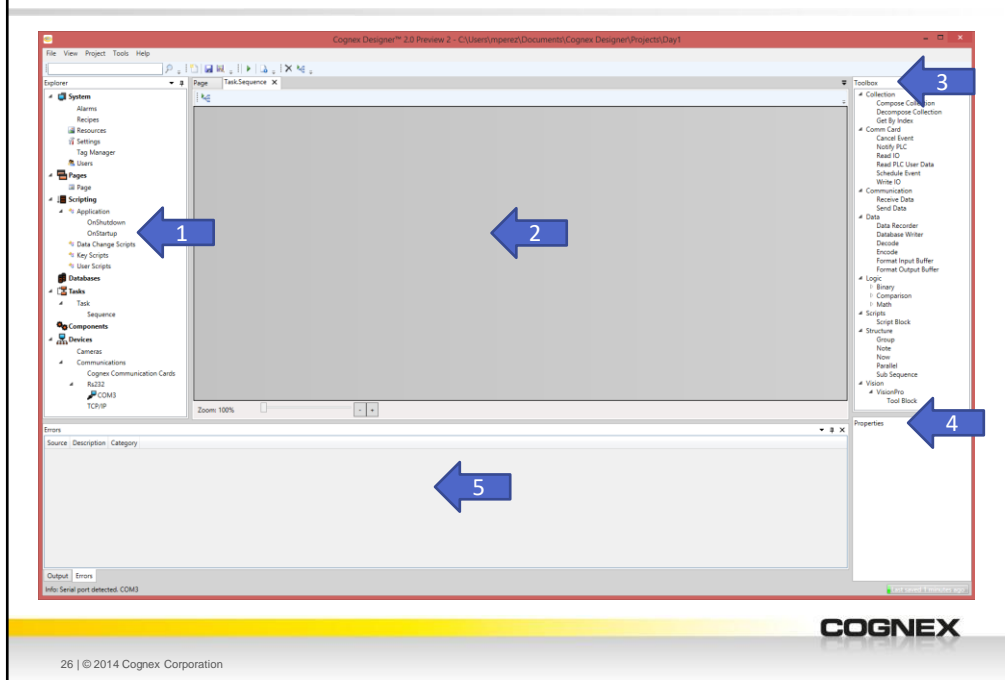 Cognex Designer™ 2.0 Preview 2 - C:\Users\mperez\Documents\Cognex Designer\Projects\Day1
File View Project Tools Help
Explorer
System
Alarms
Recipes
Resources
Settings
Tag Manager
Users
Pages
Page
Scripting
Application
OnShutdown
OnStartup
Data Change Scripts
Key Scripts
User Scripts
Databases
Tasks
Task
Sequence
Components
Devices
Cameras
Communications
Cognex Communication Cards
Rs232
COM3
TCP/IP
1
Page Task.Sequence
2
Zoom: 100%
- +
Toolbox
3
Collection
Compose Collection
Decompose Collection
Get By Index
Comm Card
Cancel Event
Notify PLC
Read IO
Read PLC User Data
Schedule Event
Write IO
Communication
Receive Data
Send Data
Data
Data Recorder
Database Writer
Decode
Encode
Format Input Buffer
Format Output Buffer
Logic
Binary
Comparison
Math
Scripts
Script Block
Structure
Group
Note
Now
Parallel
Sub Sequence
Vision
VisionPro
Tool Block
Properties
4
Errors
Source Description Category
5
Output Errors
Info: Serial port detected. COM3
Last saved 9 minutes ago
COGNEX
26 | © 2014 Cognex Corporation